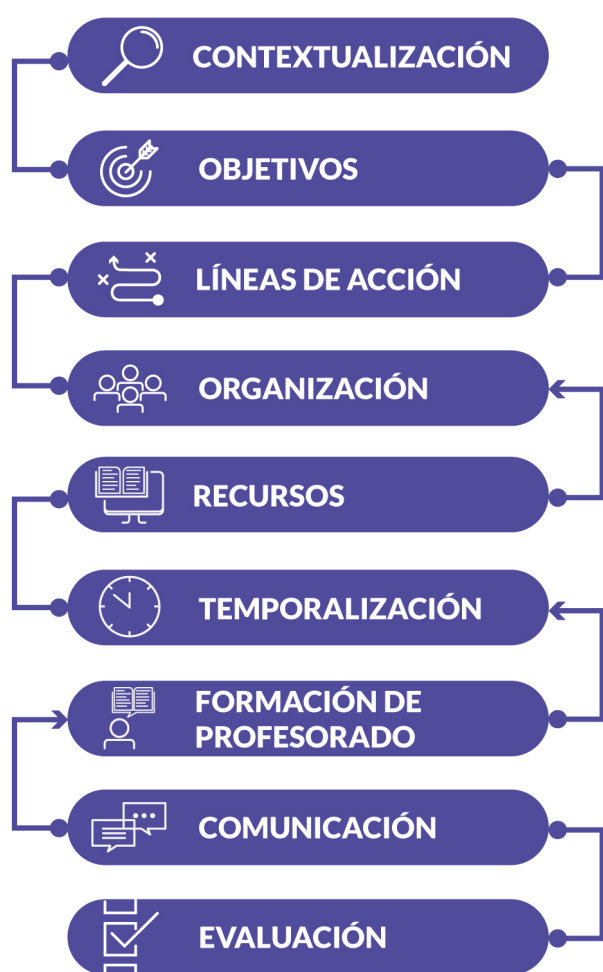 CONTEXTUALIZACIÓN
OBJETIVOS
LÍNEAS DE ACCIÓN
ORGANIZACIÓN
RECURSOS
TEMPORALIZACIÓN
FORMACIÓN DE
PROFESORADO
COMUNICACIÓN
EVALUACIÓN